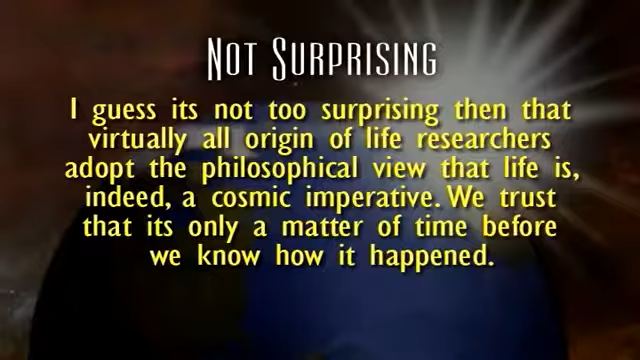 NOT SURPRISING
I guess its not too surprising then that
virtually all origin of life researchers
adopt the philosophical view that life is,
indeed, a cosmic imperative. We trust
that its only a matter of time before
we know how it happened.